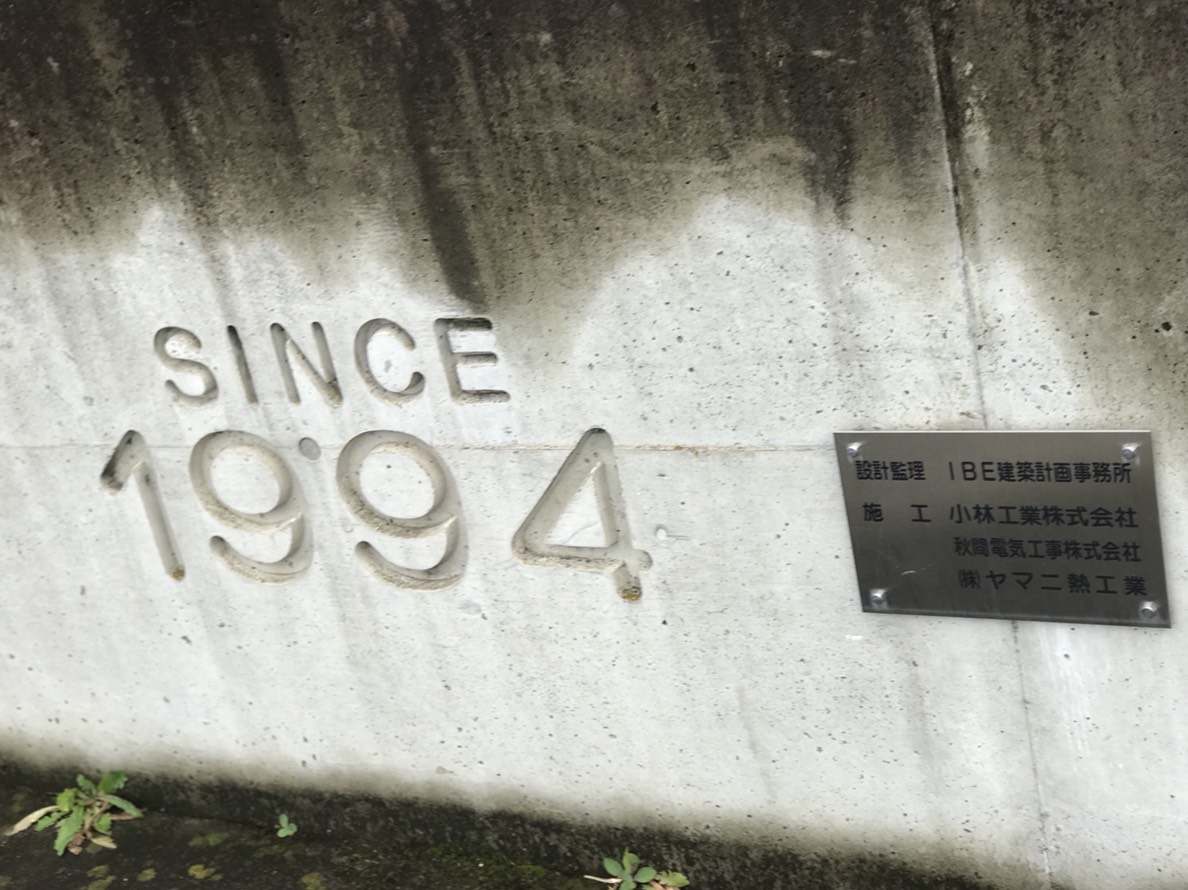 SINCE
1994
設計監理 IBE建築計画事務所
施 工 小林工業株式会社
秋間電気工事株式会社
㈱ヤマニ熱工業